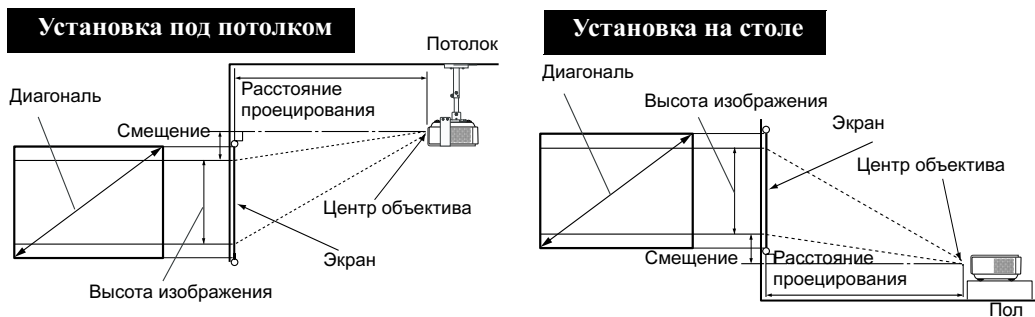 Установка под потолком
Потолок
Диагональ
Расстояние
проецирования
Смещение
Центр объектива
Экран
Высота изображения
Установка на столе
Диагональ
Высота изображения
Экран
Центр объектива
Смещение
Расстояние
проецирования
Пол